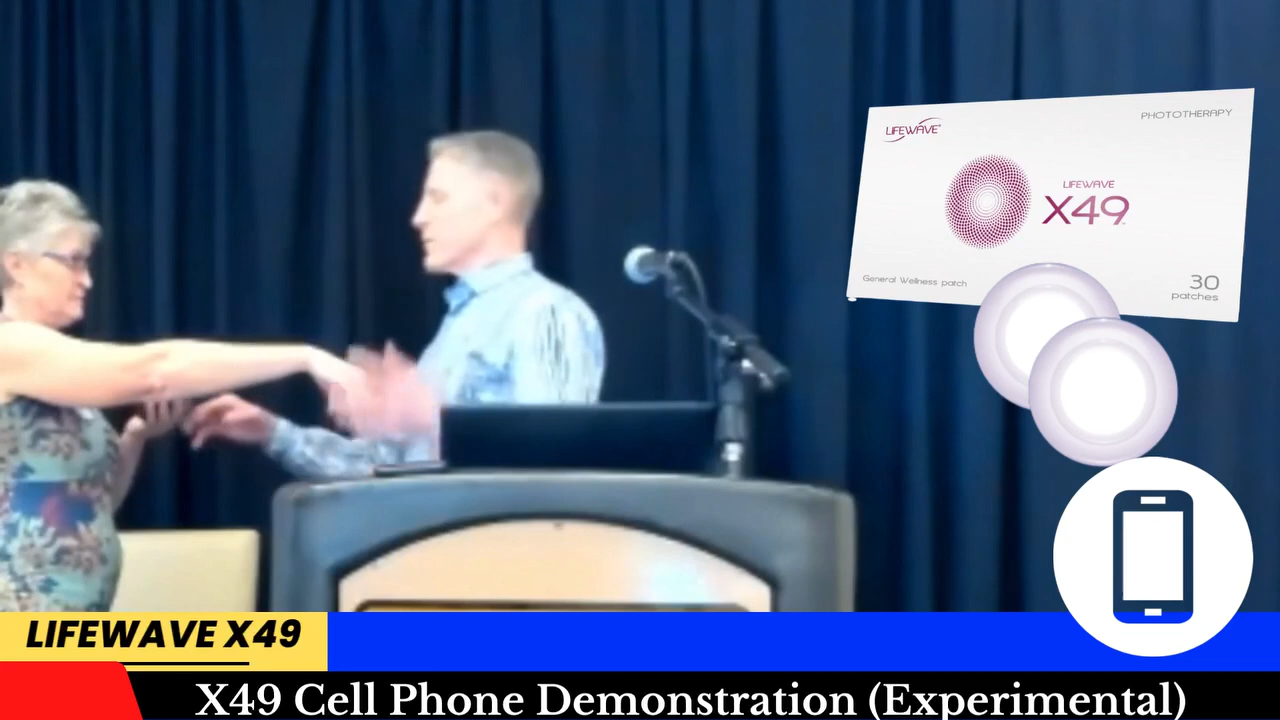 LIFEWAVE
PHOTOTHERAPY
LIFEWAVE
X49
General Wellness patch
30
patches
LIFEWAVE X49
X49 Cell Phone Demonstration (Experimental)